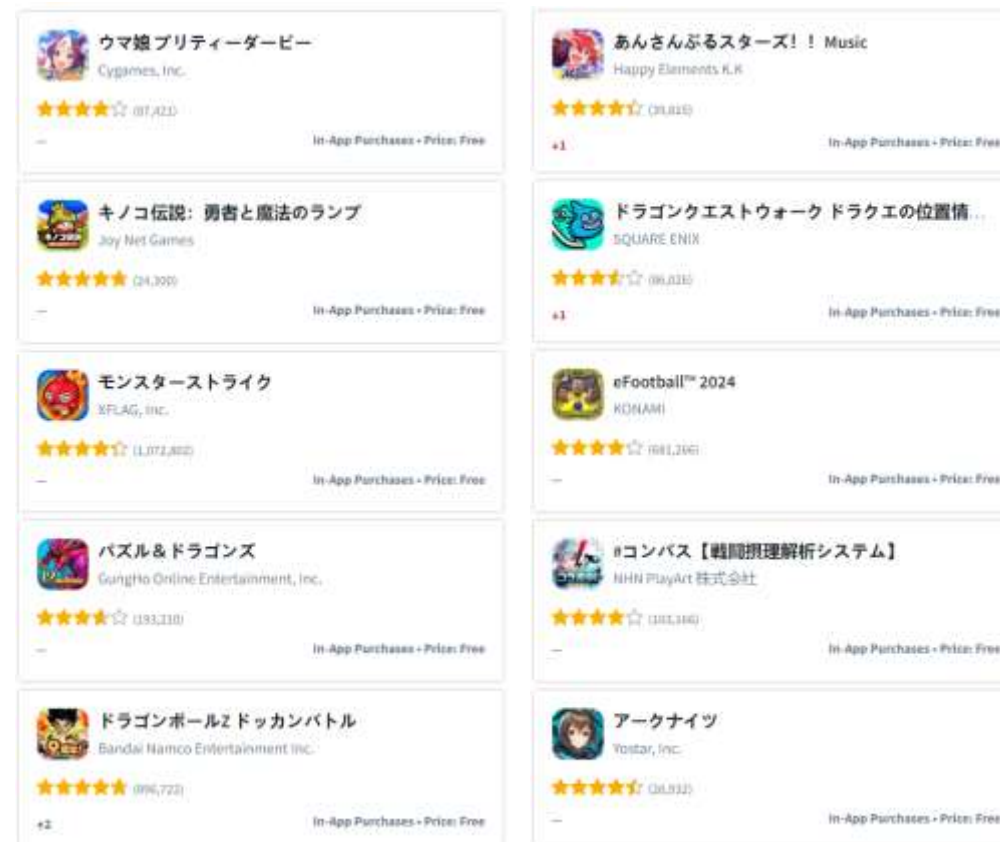 ウマ娘 プリティーダービー
Cygames, Inc.
(87,421)
—
In-App Purchases • Price: Free
キノコ伝説：勇者と魔法のランプ
Joy Net Games
(24,300)
—
In-App Purchases • Price: Free
モンスターストライク
XFLAG, Inc.
(1,072,802)
—
In-App Purchases • Price: Free
パズル＆ドラゴンズ
GungHo Online Entertainment, Inc.
(193,210)
—
In-App Purchases • Price: Free
ドラゴンボールZ ドッカンバトル
Bandai Namco Entertainment Inc.
+2
In-App Purchases • Price: Free
あんさんぶるスターズ！！ Music
Happy Elements K.K
+1
In-App Purchases • Price: Free
ドラゴンクエストウォーク ドラクエの位置情...
SQUARE ENIX
+1
In-App Purchases • Price: Free
eFootball™ 2024
KONAMI
—
In-App Purchases • Price: Free
#コンパス【戦闘摂理解析システム】
NHN PlayArt 株式会社
—
In-App Purchases • Price: Free
アークナイツ
Yostar, Inc.
—
In-App Purchases • Price: Free